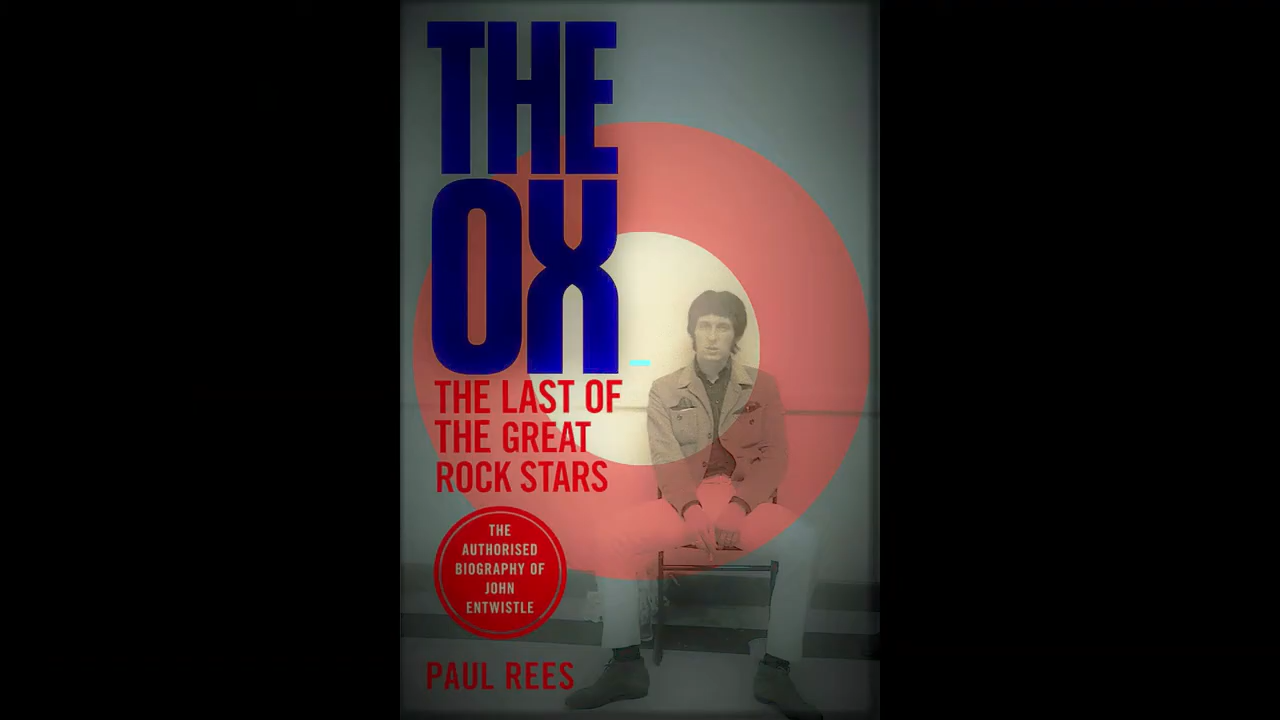 THE
OX
THE LAST OF
THE GREAT
ROCK STARS
THE
AUTHORISED
BIOGRAPHY OF
JOHN
ENTWISTLE
PAUL REES